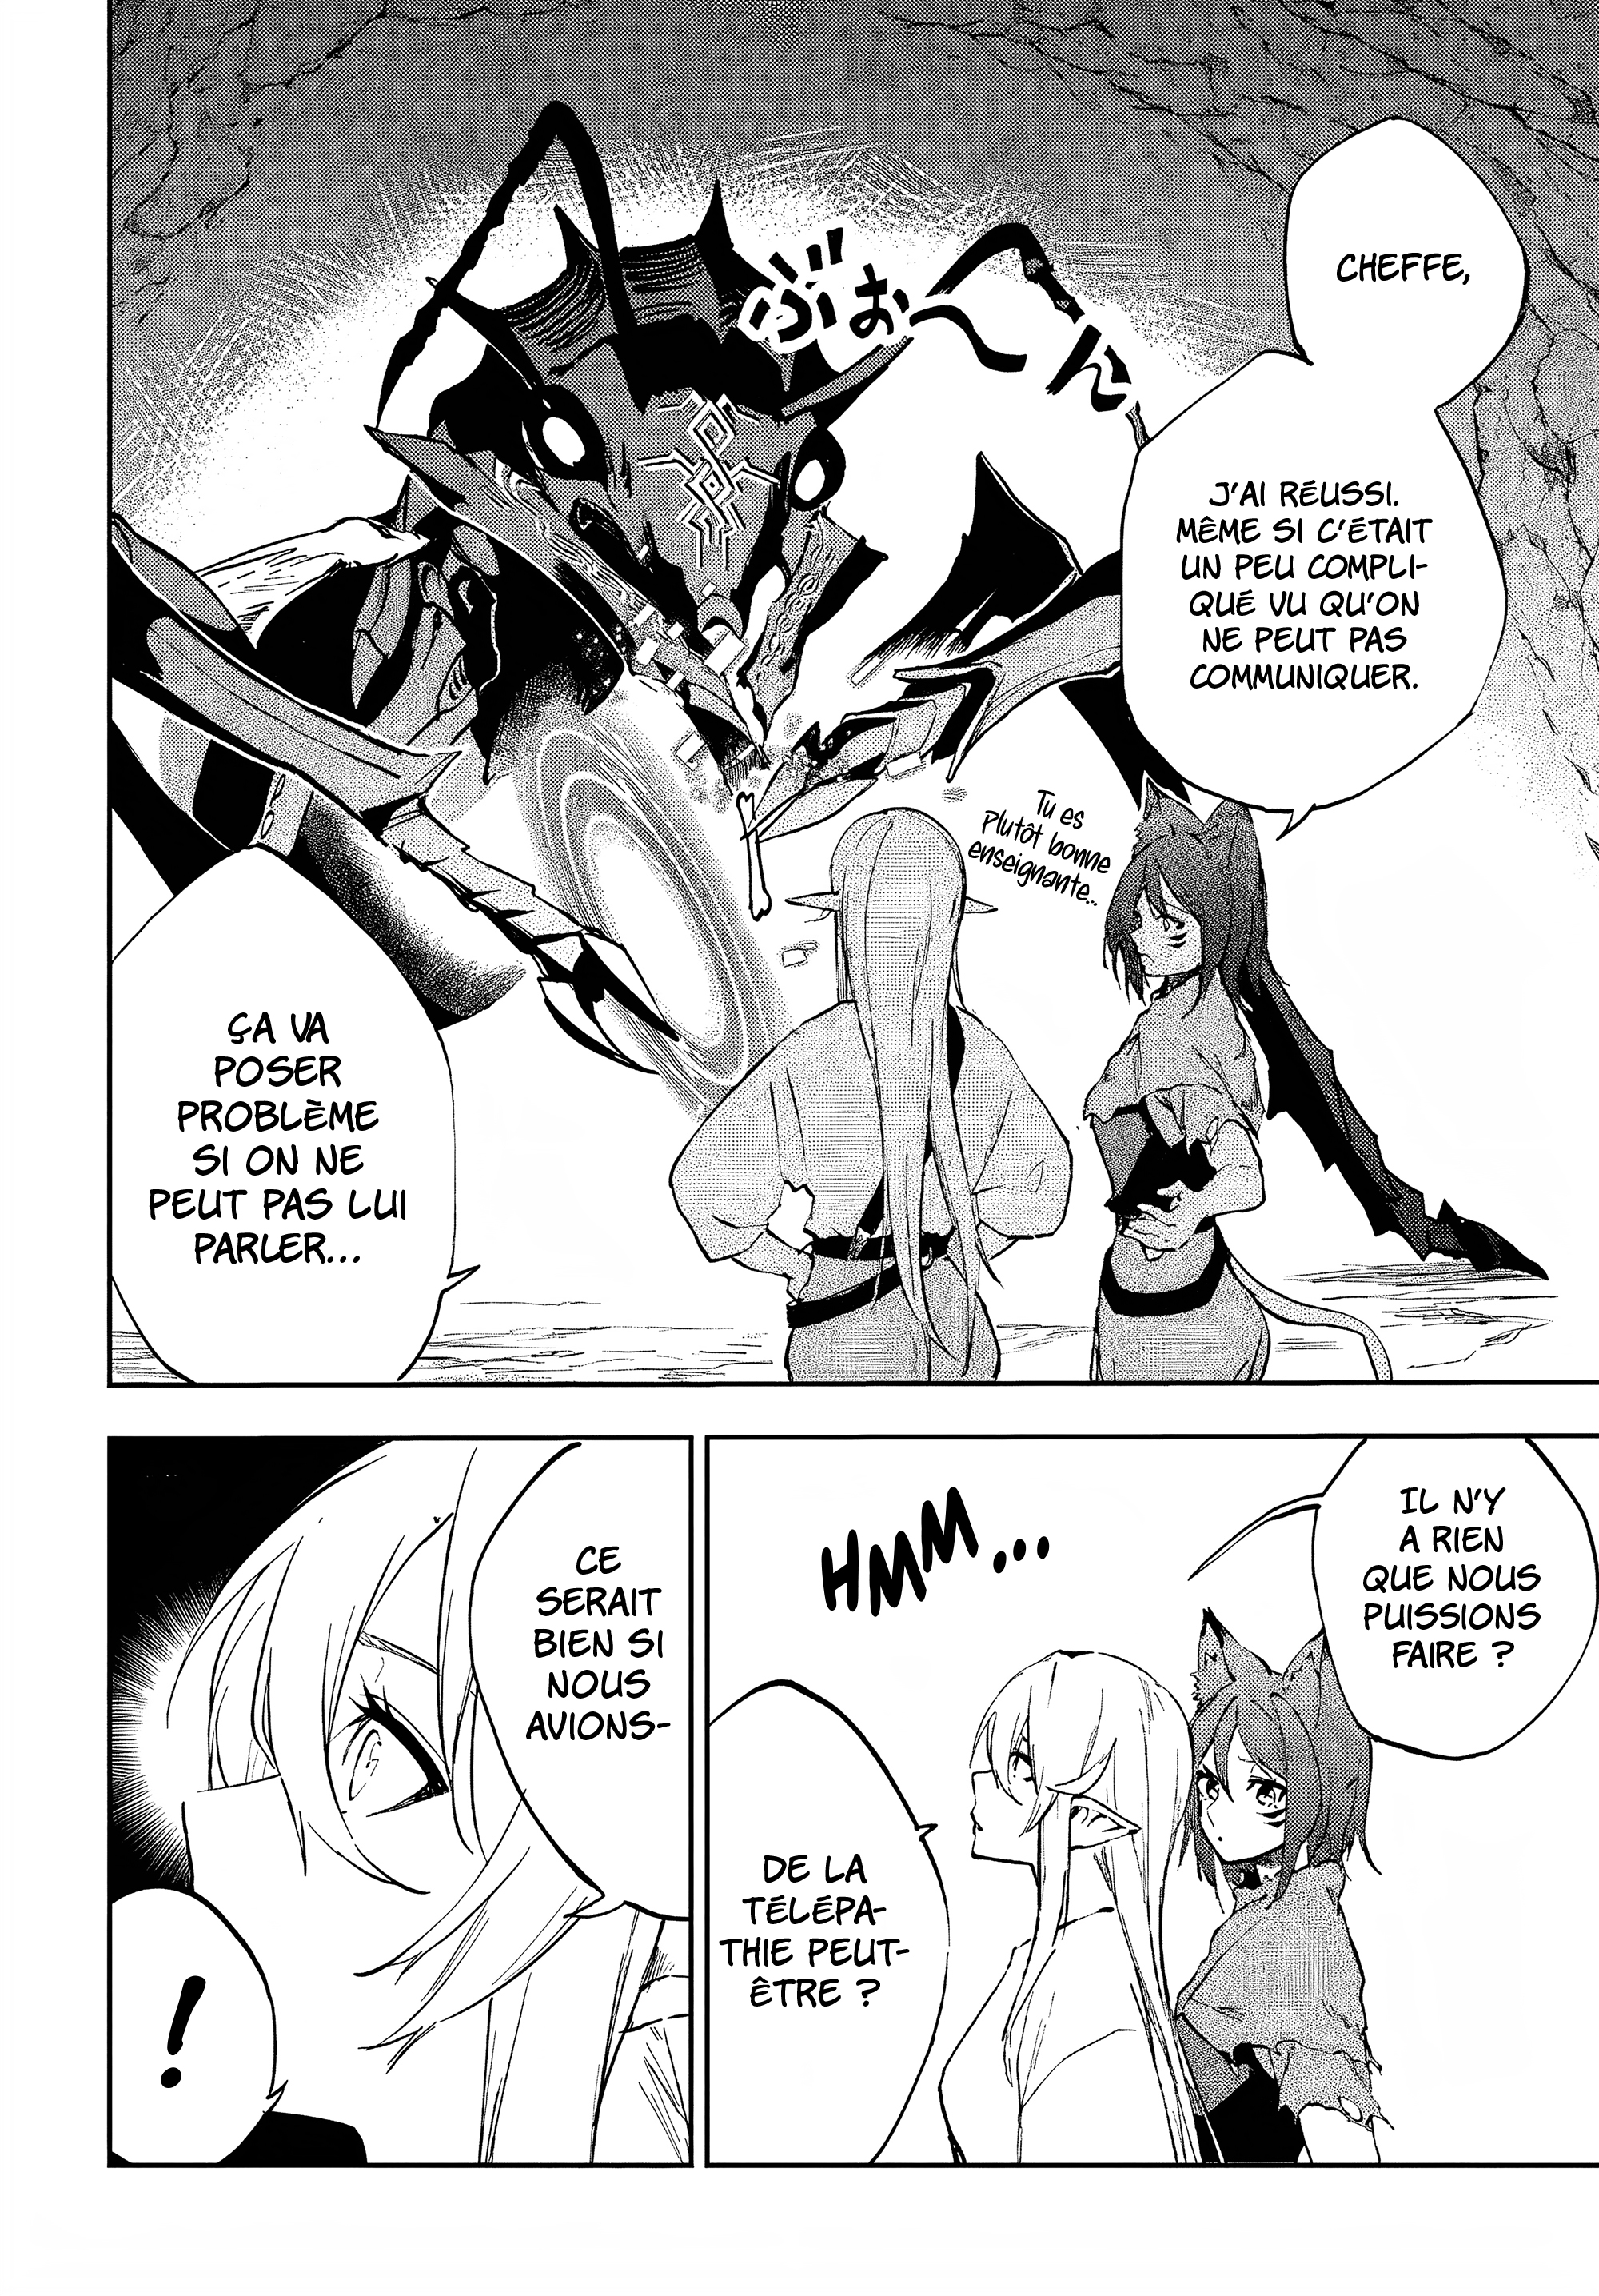 CHEFFE,
J'AI RÉUSSI.
MÊME SI C'ÉTAIT
UN PEU COMPLI-
QUÉ VU QU'ON
NE PEUT PAS
COMMUNIQUER.
ぶぉ〜ん
Tu es
Plutôt bonne
enseignante...
ÇA VA
POSER
PROBLÈME
SI ON NE
PEUT PAS LUI
PARLER...
IL N'Y
A RIEN
QUE NOUS
PUISSIONS
FAIRE ?
HMM...
DE LA
TÉLÉPA-
THIE PEUT-
ÊTRE ?
CE
SERAIT
BIEN SI
NOUS
AVIONS-
!